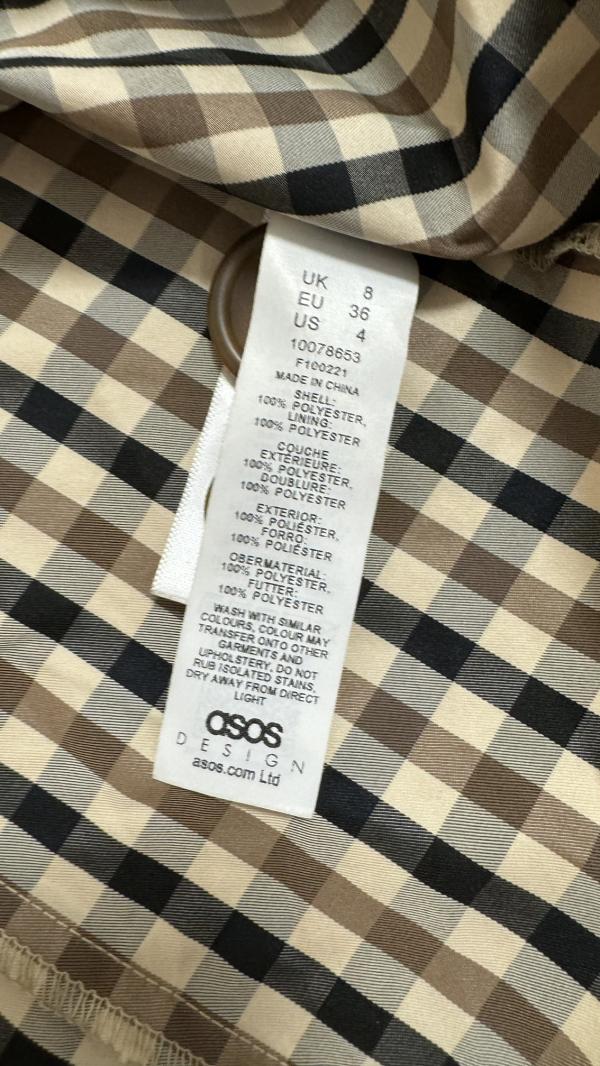 UK 8
EU 36
US 4
10078653
F100221
MADE IN CHINA
SHELL:
100% POLYESTER,
LINING:
100% POLYESTER
COUCHE
EXTÉRIEURE:
100% POLYESTER,
DOUBLURE:
100% POLYESTER
EXTERIOR:
100% POLIÉSTER,
FORRO:
100% POLIÉSTER
OBERMATERIAL:
100% POLYESTER,
FUTTER:
100% POLYESTER
WASH WITH SIMILAR
COLOURS, COLOUR MAY
TRANSFER ONTO OTHER
GARMENTS AND
UPHOLSTERY, DO NOT
RUB ISOLATED STAINS,
DRY AWAY FROM DIRECT
LIGHT
asos
DESIGN
asos.com Ltd